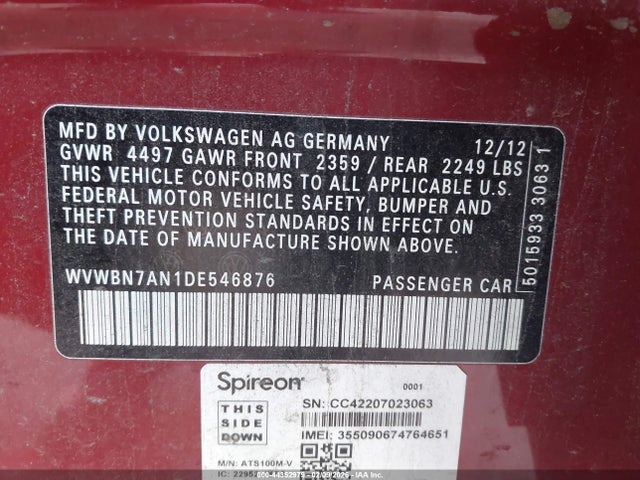 MFD BY VOLKSWAGEN AG GERMANY 12/12
GVWR 4497 GAWR FRONT 2359 / REAR 2249 LBS
THIS VEHICLE CONFORMS TO ALL APPLICABLE U.S.
FEDERAL MOTOR VEHICLE SAFETY, BUMPER AND
THEFT PREVENTION STANDARDS IN EFFECT ON
THE DATE OF MANUFACTURE SHOWN ABOVE.
WVWBN7AN1DE546876 PASSENGER CAR
5015933 3063 1
Spireon 0001
THIS
SIDE
DOWN
SN: CC42207023063
IMEI: 355090674764651
M/N: ATS100M-V
IC: 2295